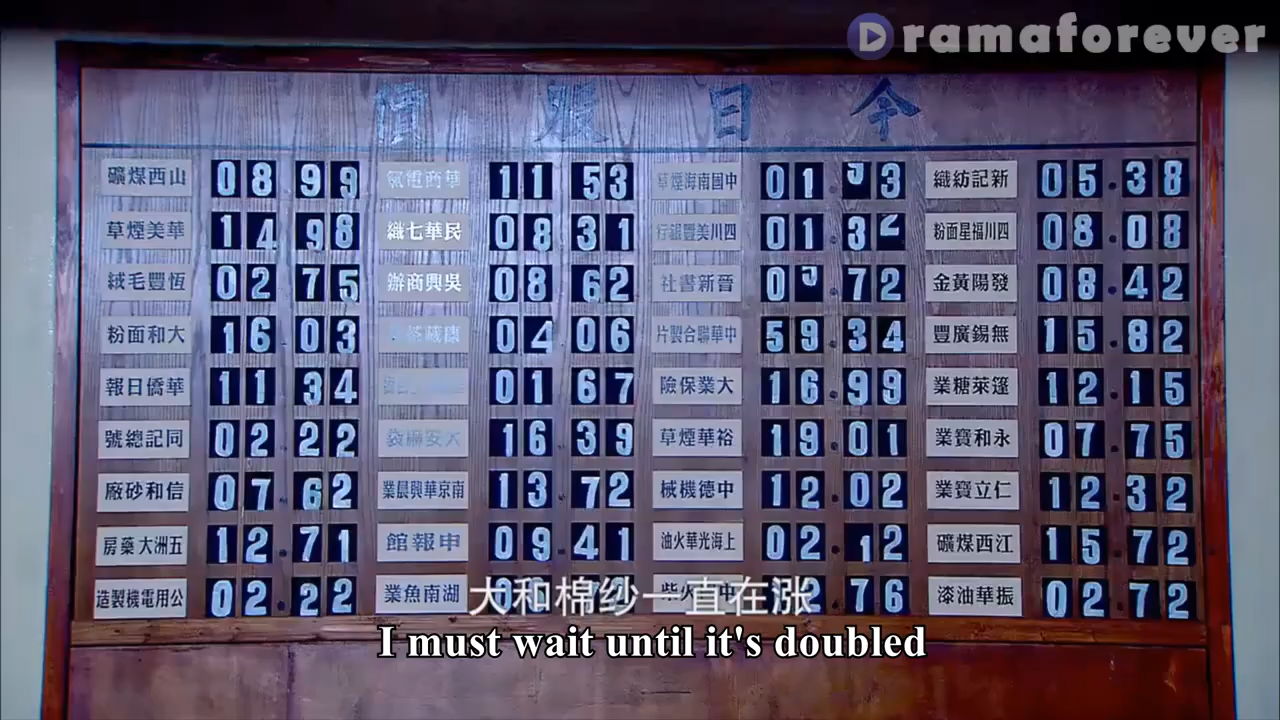 Dramaforever
今日股價
山西煤礦 08.99 華商電氣 11.53 中國南海煙草 01. 新記紡織 05.38
華美煙草 14.98 民華七織 08.31 四川美豐銀行 01. 四川福星面粉 08.08
恆豐毛絨 02.75 吳興商辦 08.62 晉新書社 .72 發陽黃金 08.42
大和面粉 16.03 04.06 中華聯合製片 59.34 無錫廣豐 15.82
華僑日報 11.34 01.67 大業保險 16.99 篷萊糖業 12.15
同記總號 02.22 大安麻袋 16.39 裕華煙草 19.01 永和寶業 07.75
信和砂廠 07.62 南京華興晨業 13.72 中德機械 12.02 仁立寶業 12.32
五洲大藥房 12.71 申報館 09.41 上海光華火油 02.12 江西煤礦 15.72
公用電機製造 02.22 湖南魚業 .76 振華油漆 02.72
大和棉纱一直在涨
I must wait until it's doubled